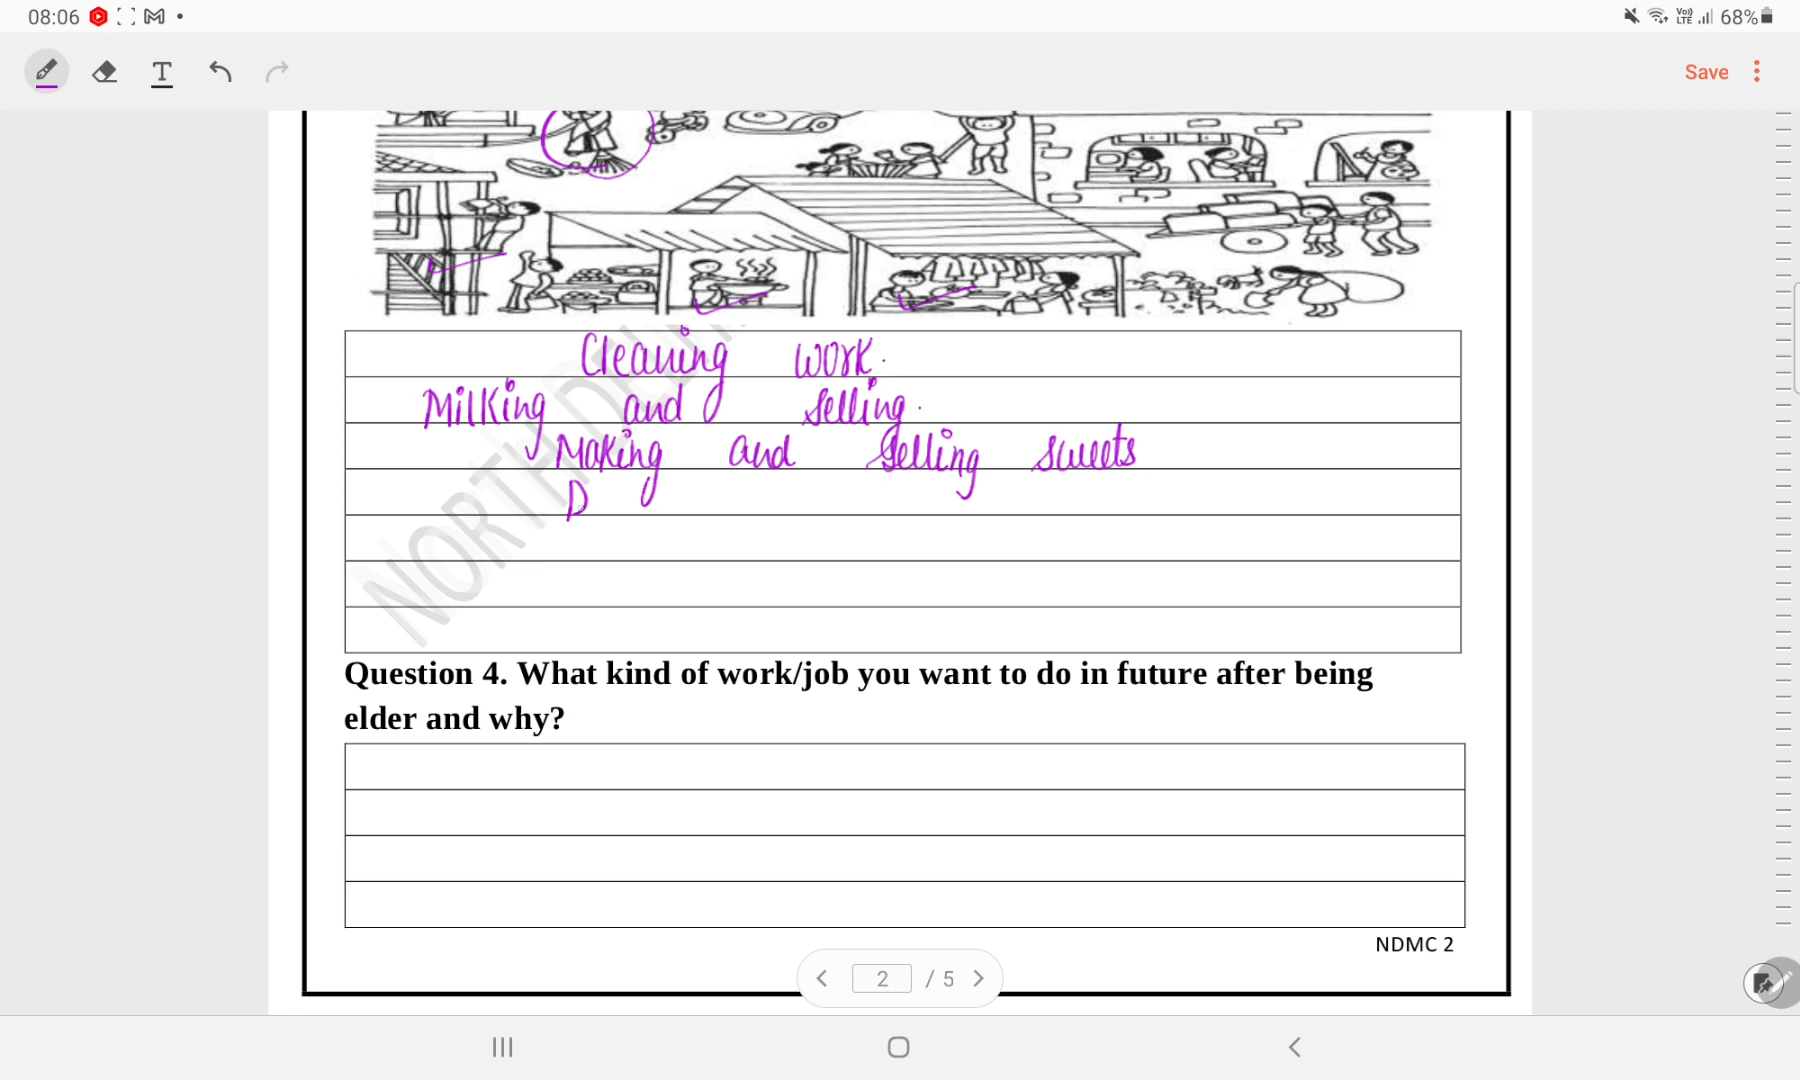 08:06
68%
T
Save
Cleaning work.
Milking and selling.
Making and selling sweets
D
NORTH DEL
Question 4. What kind of work/job you want to do in future after being
elder and why?
NDMC 2
2 / 5